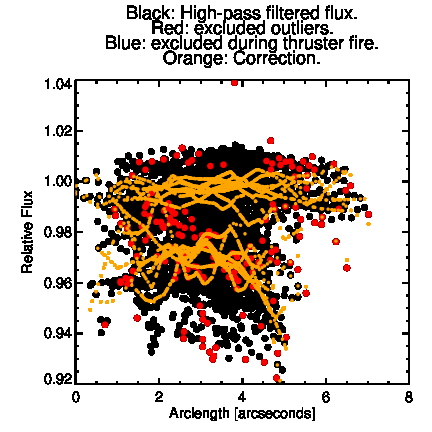 Black: High-pass filtered flux.
Red: excluded outliers.
Blue: excluded during thruster fire.
Orange: Correction.
1.04
1.02
1.00
0.98
0.96
0.94
0.92
Relative Flux
0 2 4 6 8
Arclength [arcseconds]